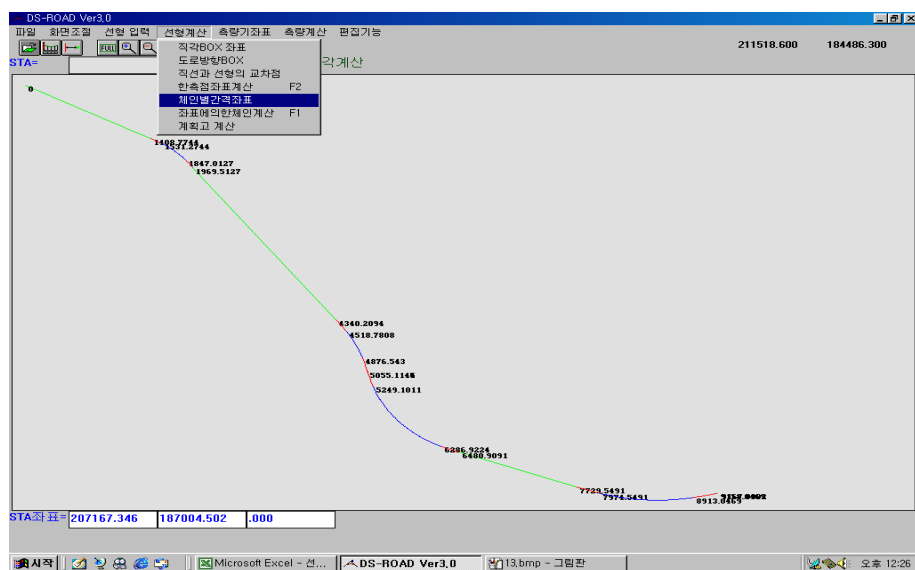 DS-ROAD Ver3.0
파일 화면조절 선형 입력 선형계산 측량기좌표 측량계산 편집기능
FULL
211518.600 184486.300
STA=
각계산
직각BOX 좌표
도로방향BOX
직선과 선형의 교차점
한측점좌표계산 F2
체인별간격좌표
좌표에의한체인계산 F1
계획고 계산
0
1408.7744
1531.2744
1847.0127
1969.5127
4340.2094
4518.7808
4876.543
5249.1011
6286.9224
6480.9091
7729.5491
7974.5491
8913.0469
STA좌표= 207167.346 187004.502 .000
시작 Microsoft Excel - 선... DS-ROAD Ver3.0 13.bmp - 그림판 오후 12:26